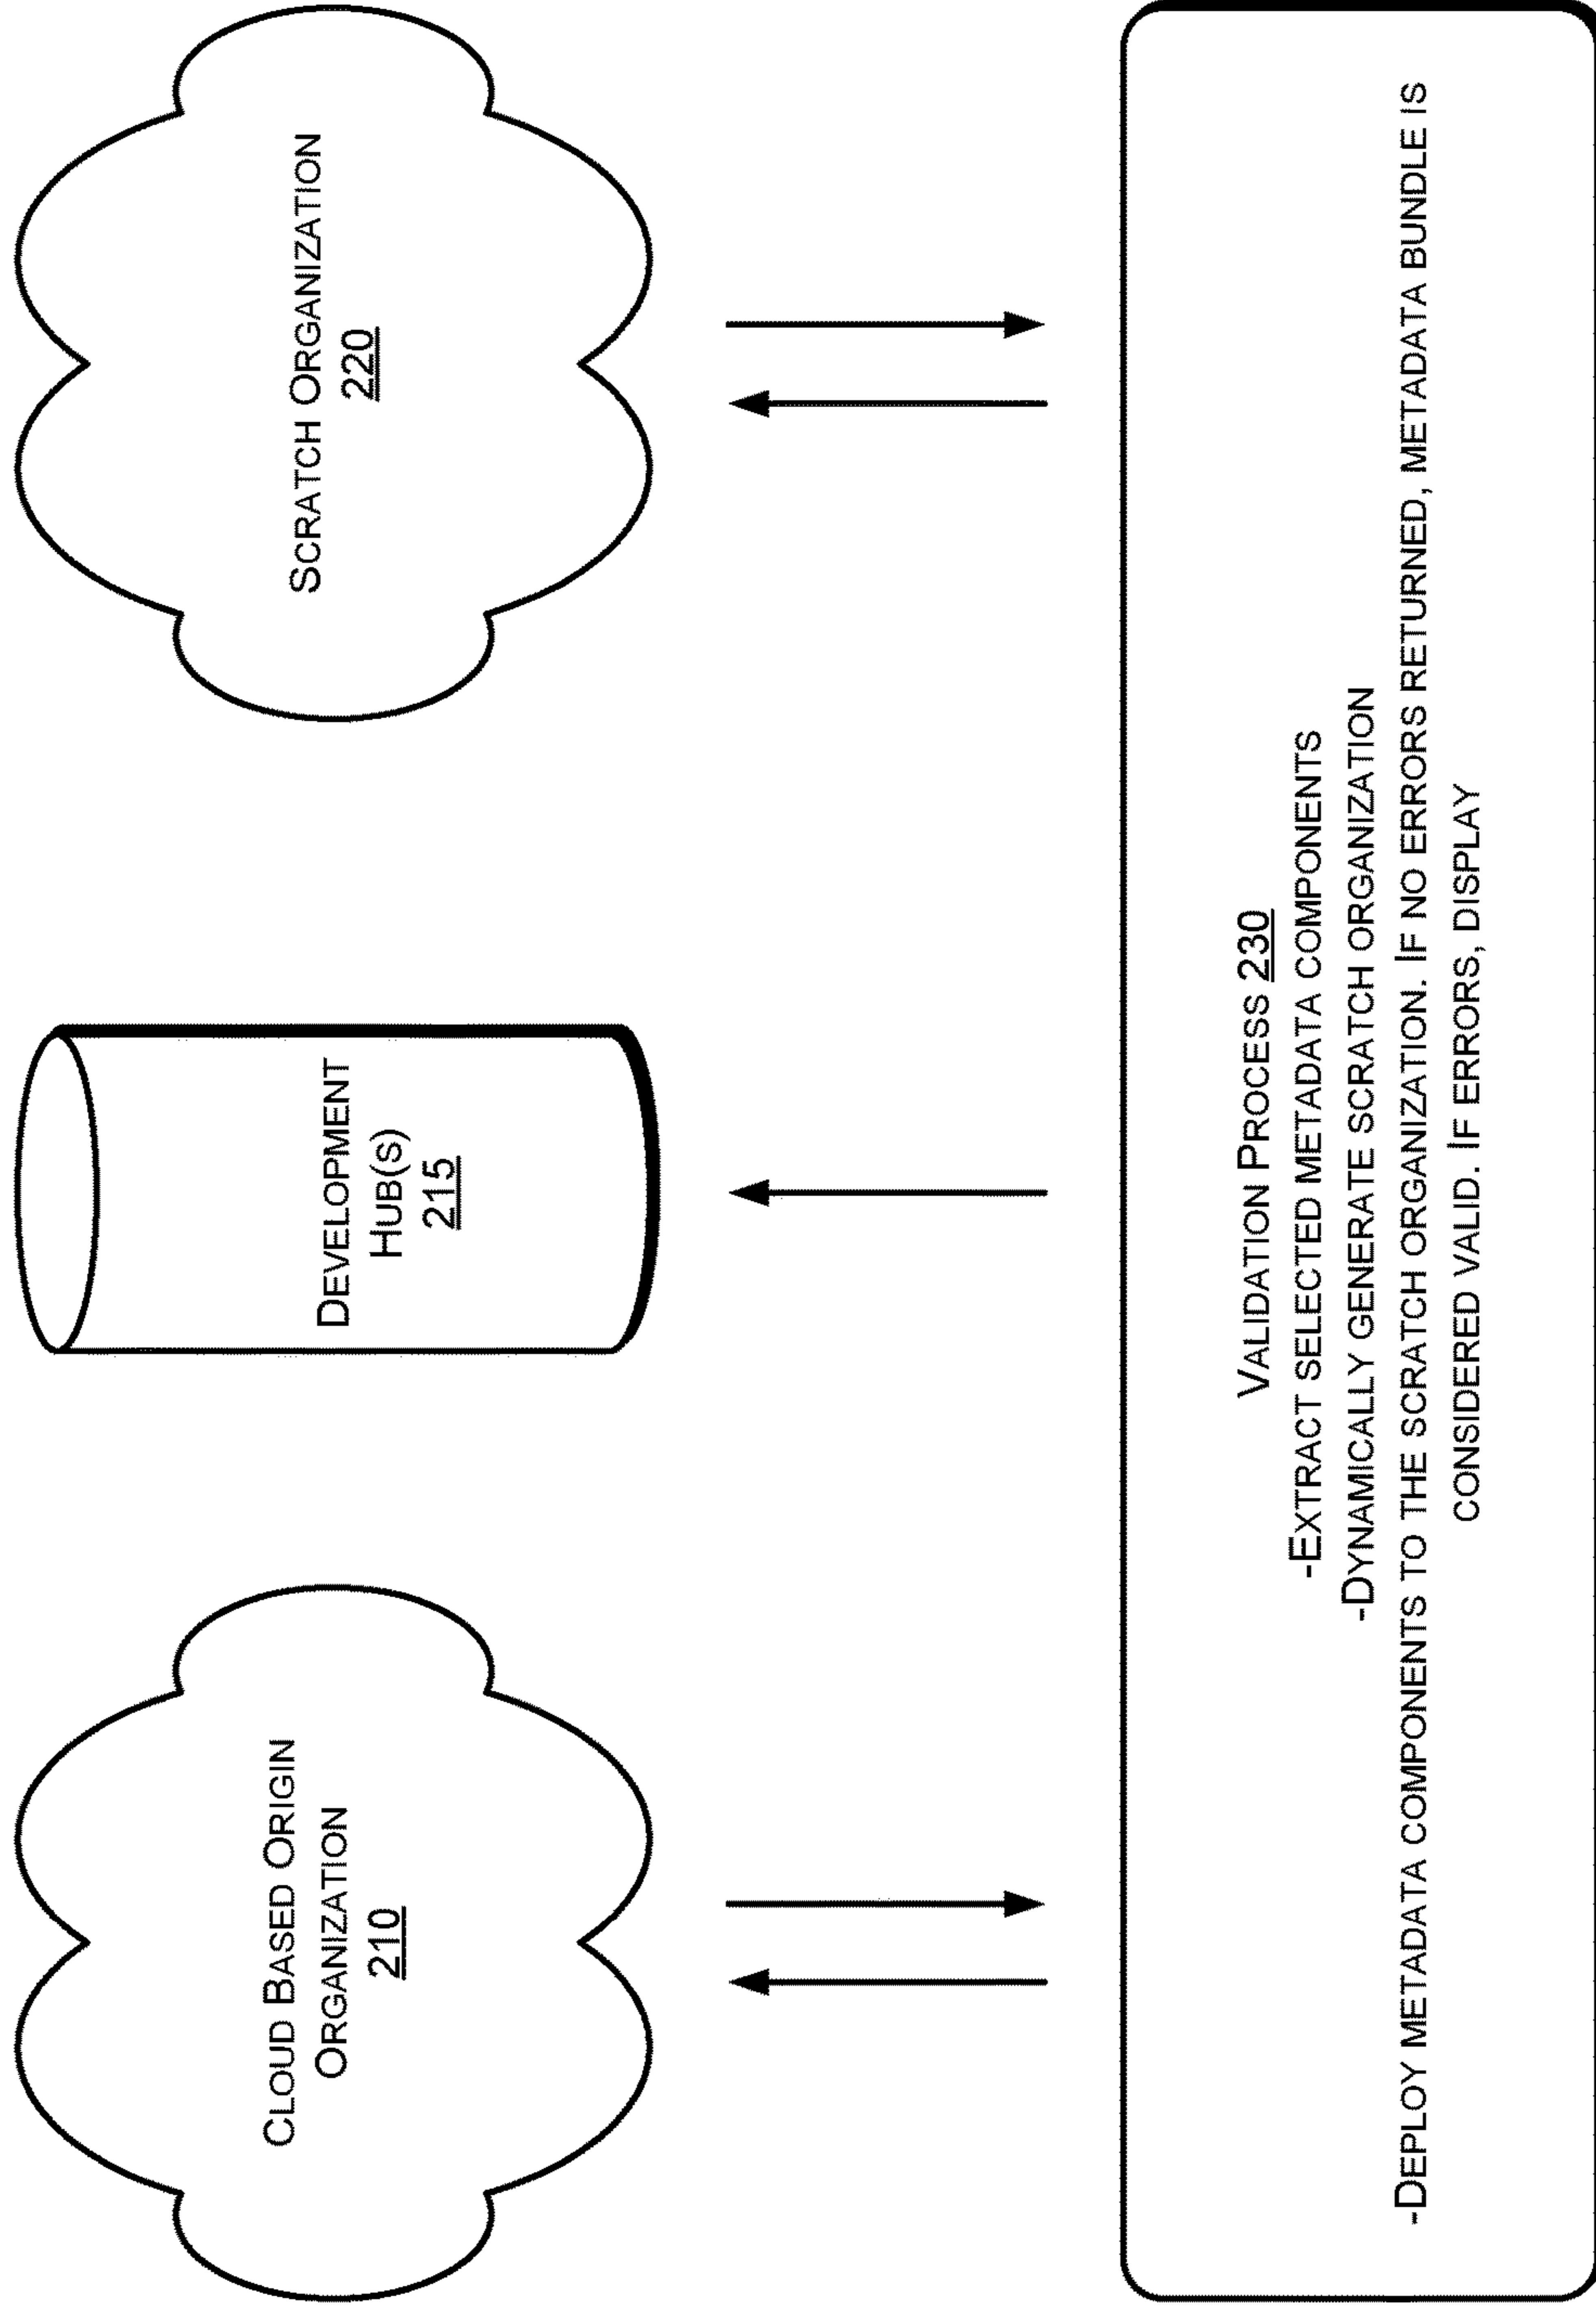 CLOUD BASED ORIGIN
ORGANIZATION
210
DEVELOPMENT
HUB(S)
215
SCRATCH ORGANIZATION
220
VALIDATION PROCESS 230
-EXTRACT SELECTED METADATA COMPONENTS
-DYNAMICALLY GENERATE SCRATCH ORGANIZATION
-DEPLOY METADATA COMPONENTS TO THE SCRATCH ORGANIZATION. IF NO ERRORS RETURNED, METADATA BUNDLE IS
CONSIDERED VALID. IF ERRORS, DISPLAY